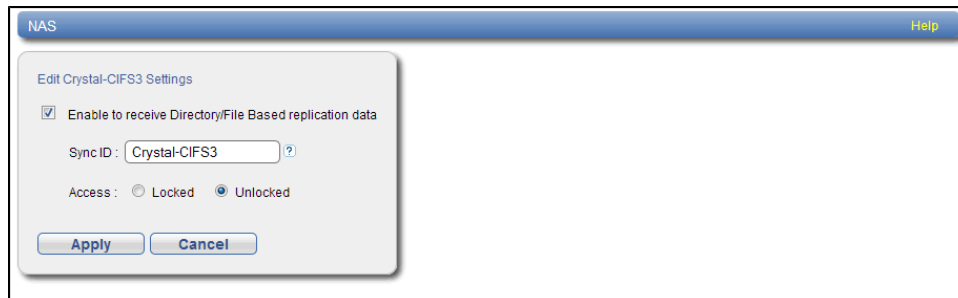 NAS Help
Edit Crystal-CIFS3 Settings
Enable to receive Directory/File Based replication data
Sync ID : Crystal-CIFS3 ?
Access : Locked Unlocked
Apply Cancel